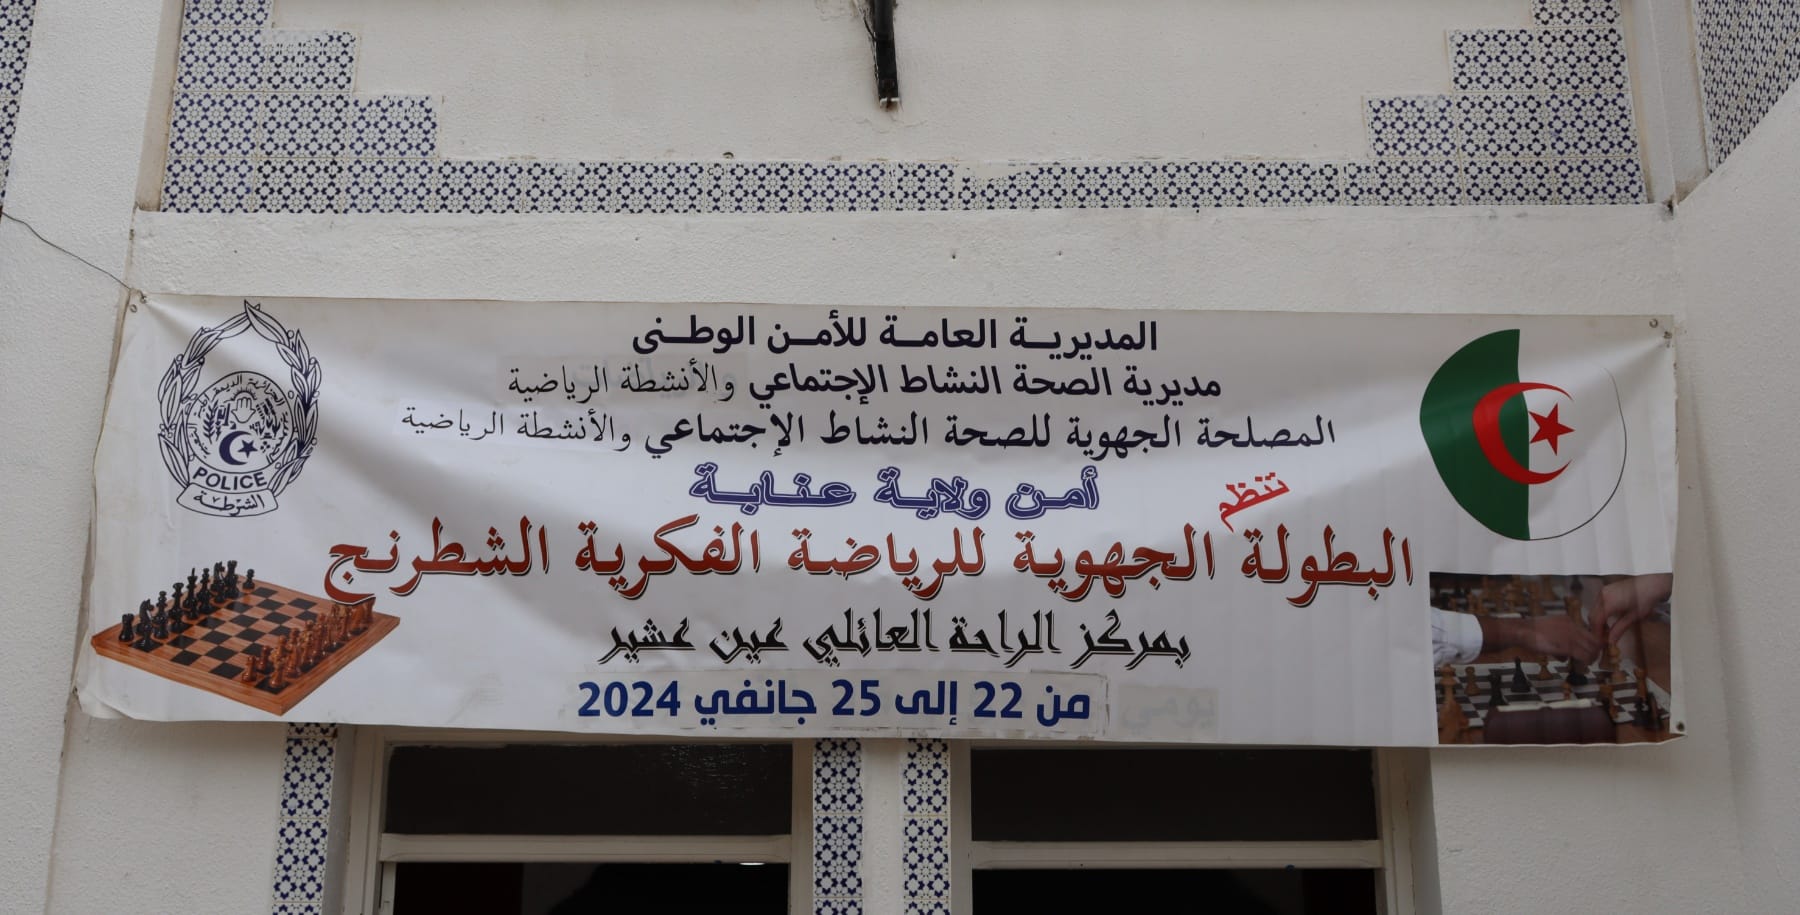 المديرية العامة للأمن الوطني
مديرية الصحة النشاط الإجتماعي والأنشطة الرياضية
المصلحة الجهوية للصحة النشاط الإجتماعي والأنشطة الرياضية
أمن ولاية عنابة
تنظم
البطولة الجهوية للرياضة الفكرية الشطرنج
بمركز الراحة العائلي عين عشير
يومي من 22 إلى 25 جانفي 2024
POLICE
الشرطة